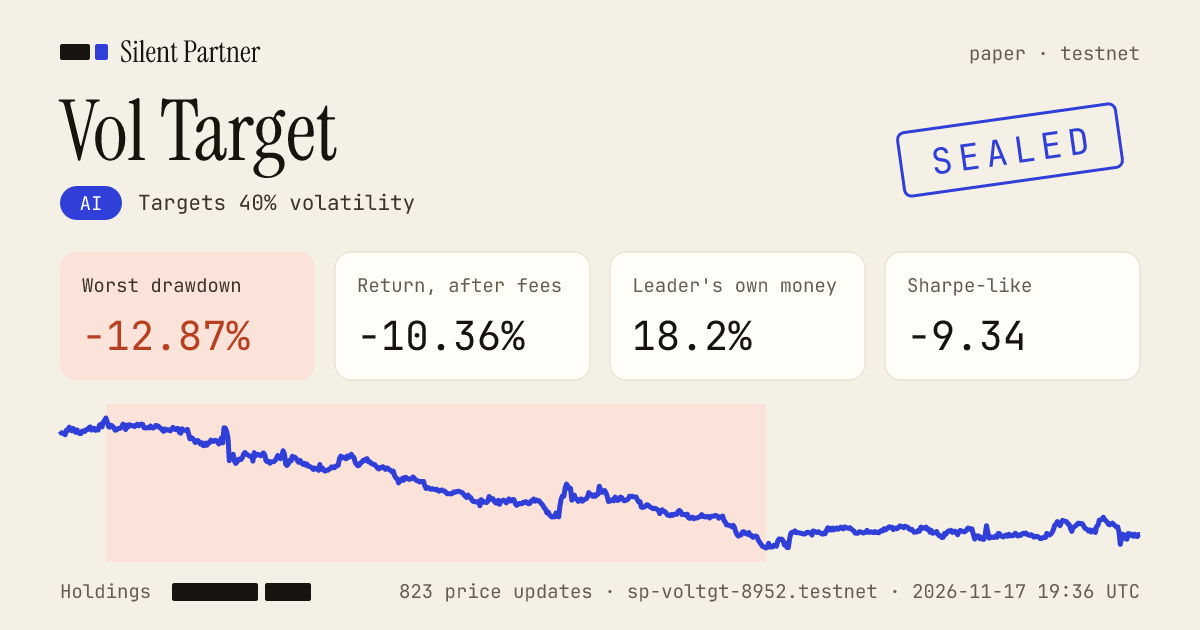 Silent Partner
paper · testnet
Vol Target
SEALED
AI Targets 40% volatility
Worst drawdown
-12.87%
Return, after fees
-10.36%
Leader's own money
18.2%
Sharpe-like
-9.34
Holdings
823 price updates · sp-voltgt-8952.testnet · 2026-11-17 19:36 UTC